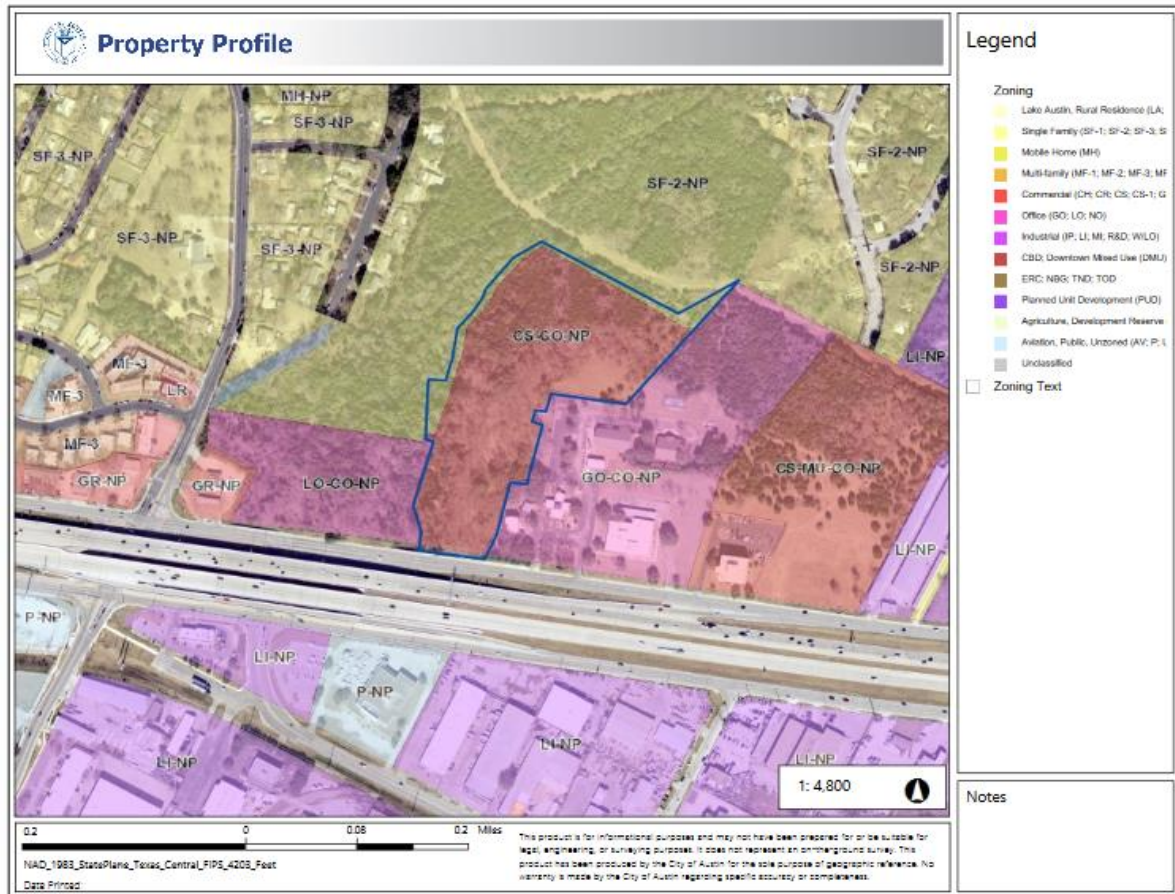 Property Profile
MH-NP
SF-3-NP
SF-3-NP
SF-2-NP
SF-2-NP
SF-3-NP
SF-3-NP
SF-2-NP
CS-CO-NP
MF-3
LR
MF-3
LI-NP
MF-3
GR-NP
GR-NP
LO-CO-NP
GO-CO-NP
CS-MU-CO-NP
LI-NP
P-NP
LI-NP
P-NP
LI-NP
LI-NP
LI-NP
1: 4,800
0.2 0 0.08 0.2 Miles
NAD_1983_StatePlane_Texas_Central_FIPS_4203_Feet
Date Printed:
This product is for informational purposes and may not have been prepared for or be suitable for
legal, engineering, or surveying purposes. It does not represent an on-the-ground survey. This
product has been produced by the City of Austin for the sole purpose of geographic reference. No
warranty is made by the City of Austin regarding specific accuracy or completeness.
Legend
Zoning
Lake Austin, Rural Residence (LA;
Single Family (SF-1; SF-2; SF-3; S
Mobile Home (MH)
Multi-family (MF-1; MF-2; MF-3; MF
Commercial (CH; CR; CS; CS-1; G
Office (GO; LO; NO)
Industrial (IP; LI; MI; R&D; W/LO)
CBD; Downtown Mixed Use (DMU)
ERC; NBG; TND; TOD
Planned Unit Development (PUD)
Agriculture, Development Reserve
Aviation, Public, Unzoned (AV; P; U
Unclassified
Zoning Text
Notes